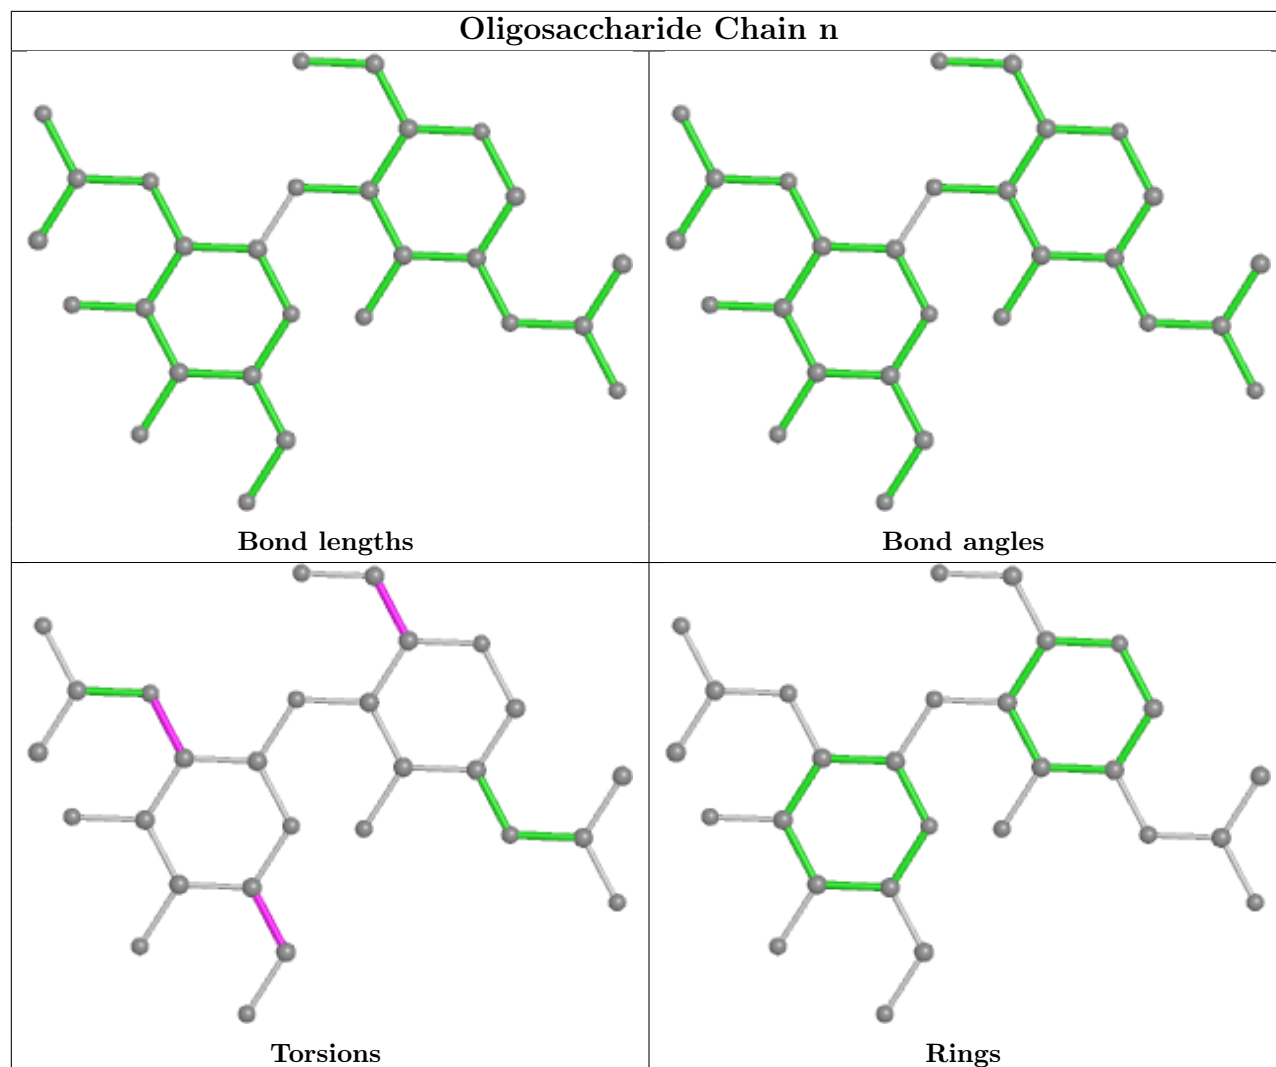 Oligosaccharide Chain n
Bond lengths
Bond angles
Torsions
Rings